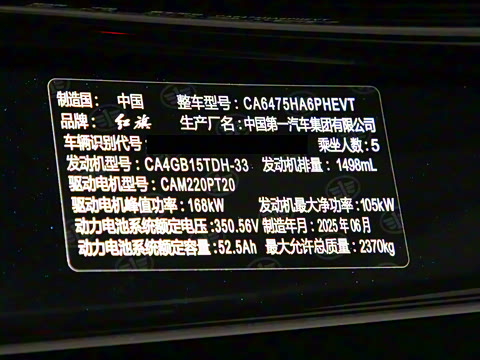 制造国： 中国 整车型号：CA6475HA6PHEVT
品牌：红旗 生产厂名：中国第一汽车集团有限公司
车辆识别代号 乘坐人数：5
发动机型号：CA4GB15TDH-33 发动机排量：1498mL
驱动电机型号：CAM220PT20
驱动电机峰值功率：168kW 发动机最大净功率：105kW
动力电池系统额定电压：350.56V 制造年月：2025年06月
动力电池系统额定容量：52.5Ah 最大允许总质量：2370kg